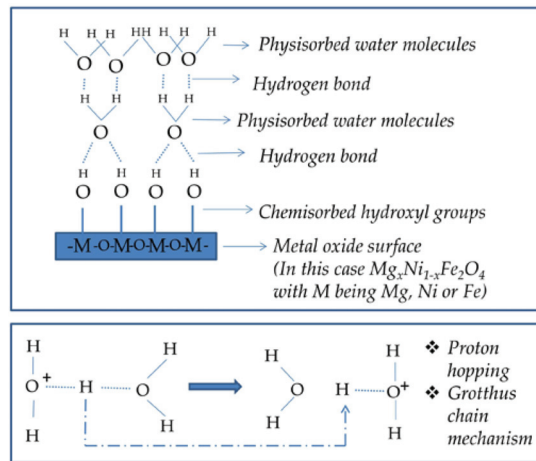 H H H HH H H H
O O O O
Physisorbed water molecules
Hydrogen bond
H H H H
Physisorbed water molecules
O O
Hydrogen bond
H H H H
O O O O
Chemisorbed hydroxyl groups
-M-O-M-O-M-O-M-
Metal oxide surface
(In this case MgₓNi₁₋ₓFe₂O₄
with M being Mg, Ni or Fe)
H H H H
O⁺ H O O H O⁺
H H H H
❖ Proton
hopping
❖ Grotthus
chain
mechanism